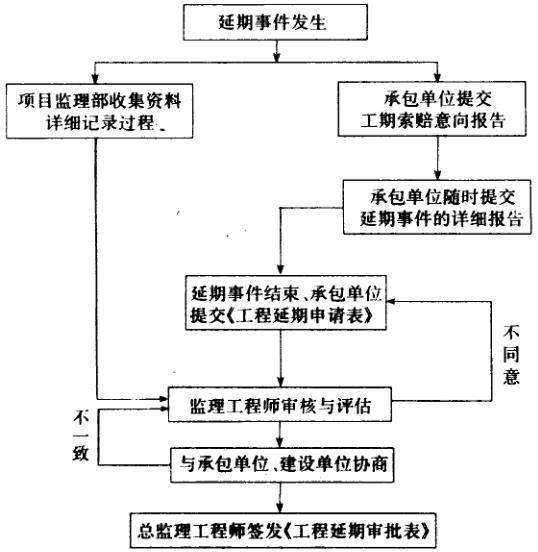 延期事件发生
项目监理部收集资料
详细记录过程
承包单位提交
工期索赔意向报告
承包单位随时提交
延期事件的详细报告
延期事件结束、承包单位
提交《工程延期申请表》
不同意
监理工程师审核与评估
不一致
与承包单位、建设单位协商
总监理工程师签发《工程延期审批表》